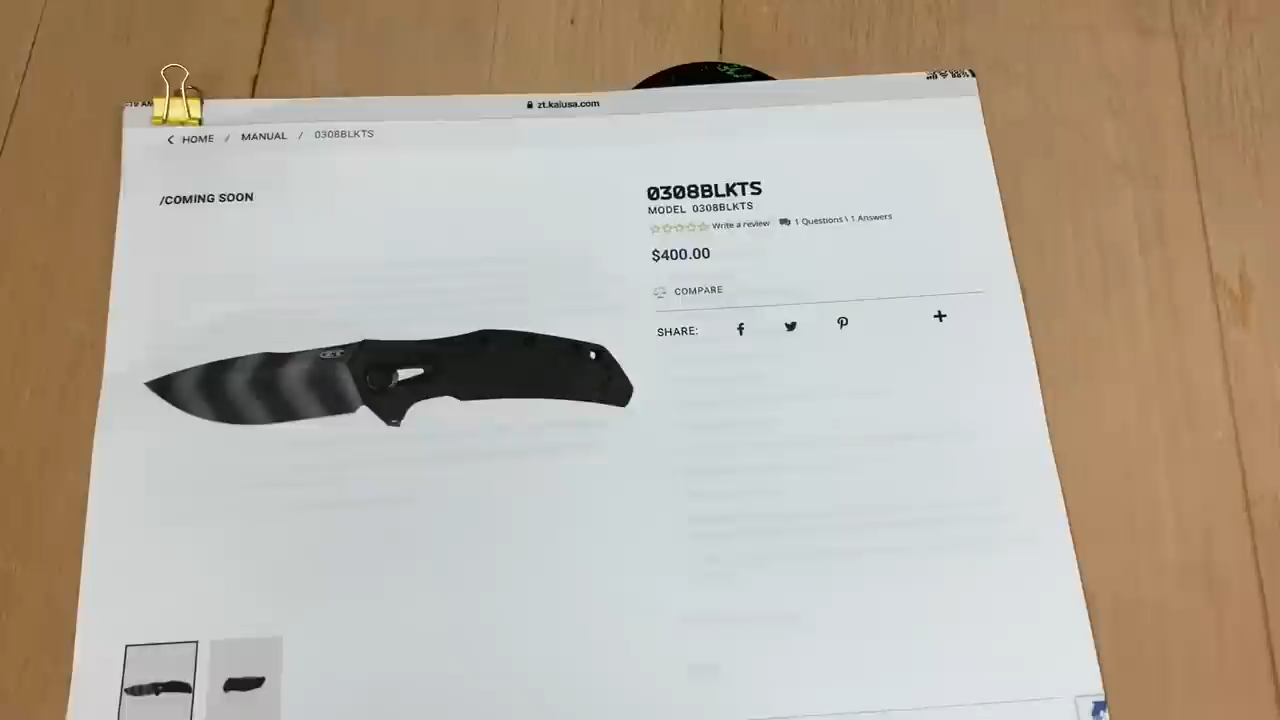 zt.kaiusa.com
HOME / MANUAL / 0308BLKTS
/COMING SOON
0308BLKTS
MODEL 0308BLKTS
Write a review 1 Questions \ 1 Answers
$400.00
COMPARE
SHARE: